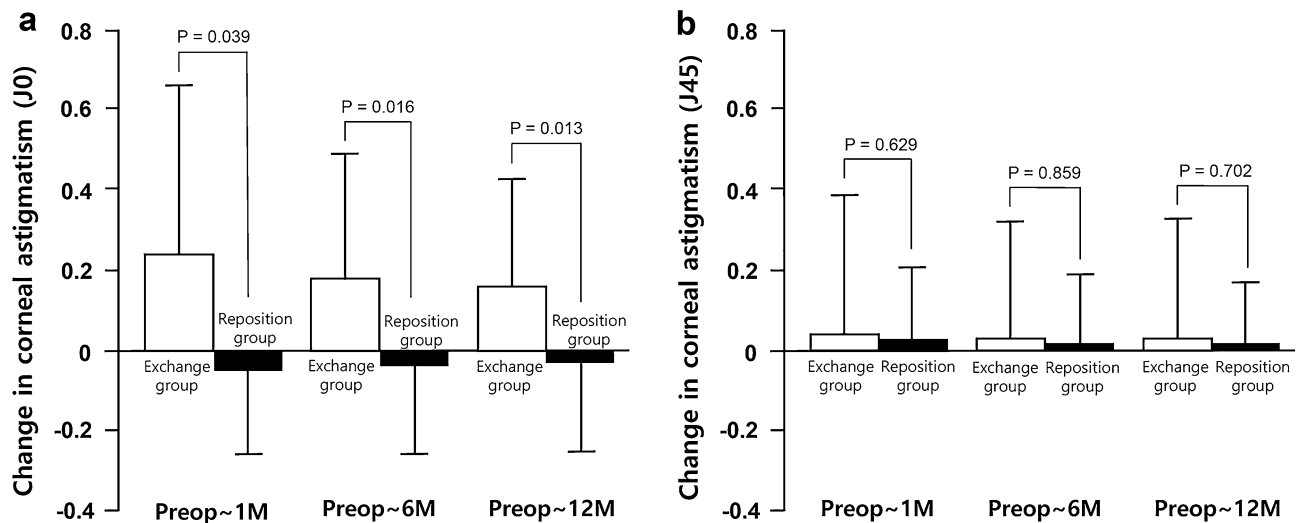 a
Change in corneal astigmatism (J0)
0.8
0.6
0.4
0.2
0
-0.2
-0.4
P = 0.039
P = 0.016
P = 0.013
Reposition
group
Reposition
group
Reposition
group
Exchange
group
Exchange
group
Exchange
group
Preop~1M
Preop~6M
Preop~12M
b
Change in corneal astigmatism (J45)
0.8
0.6
0.4
0.2
0
-0.2
-0.4
P = 0.629
P = 0.859
P = 0.702
Exchange
group
Reposition
group
Exchange
group
Reposition
group
Exchange
group
Reposition
group
Preop~1M
Preop~6M
Preop~12M